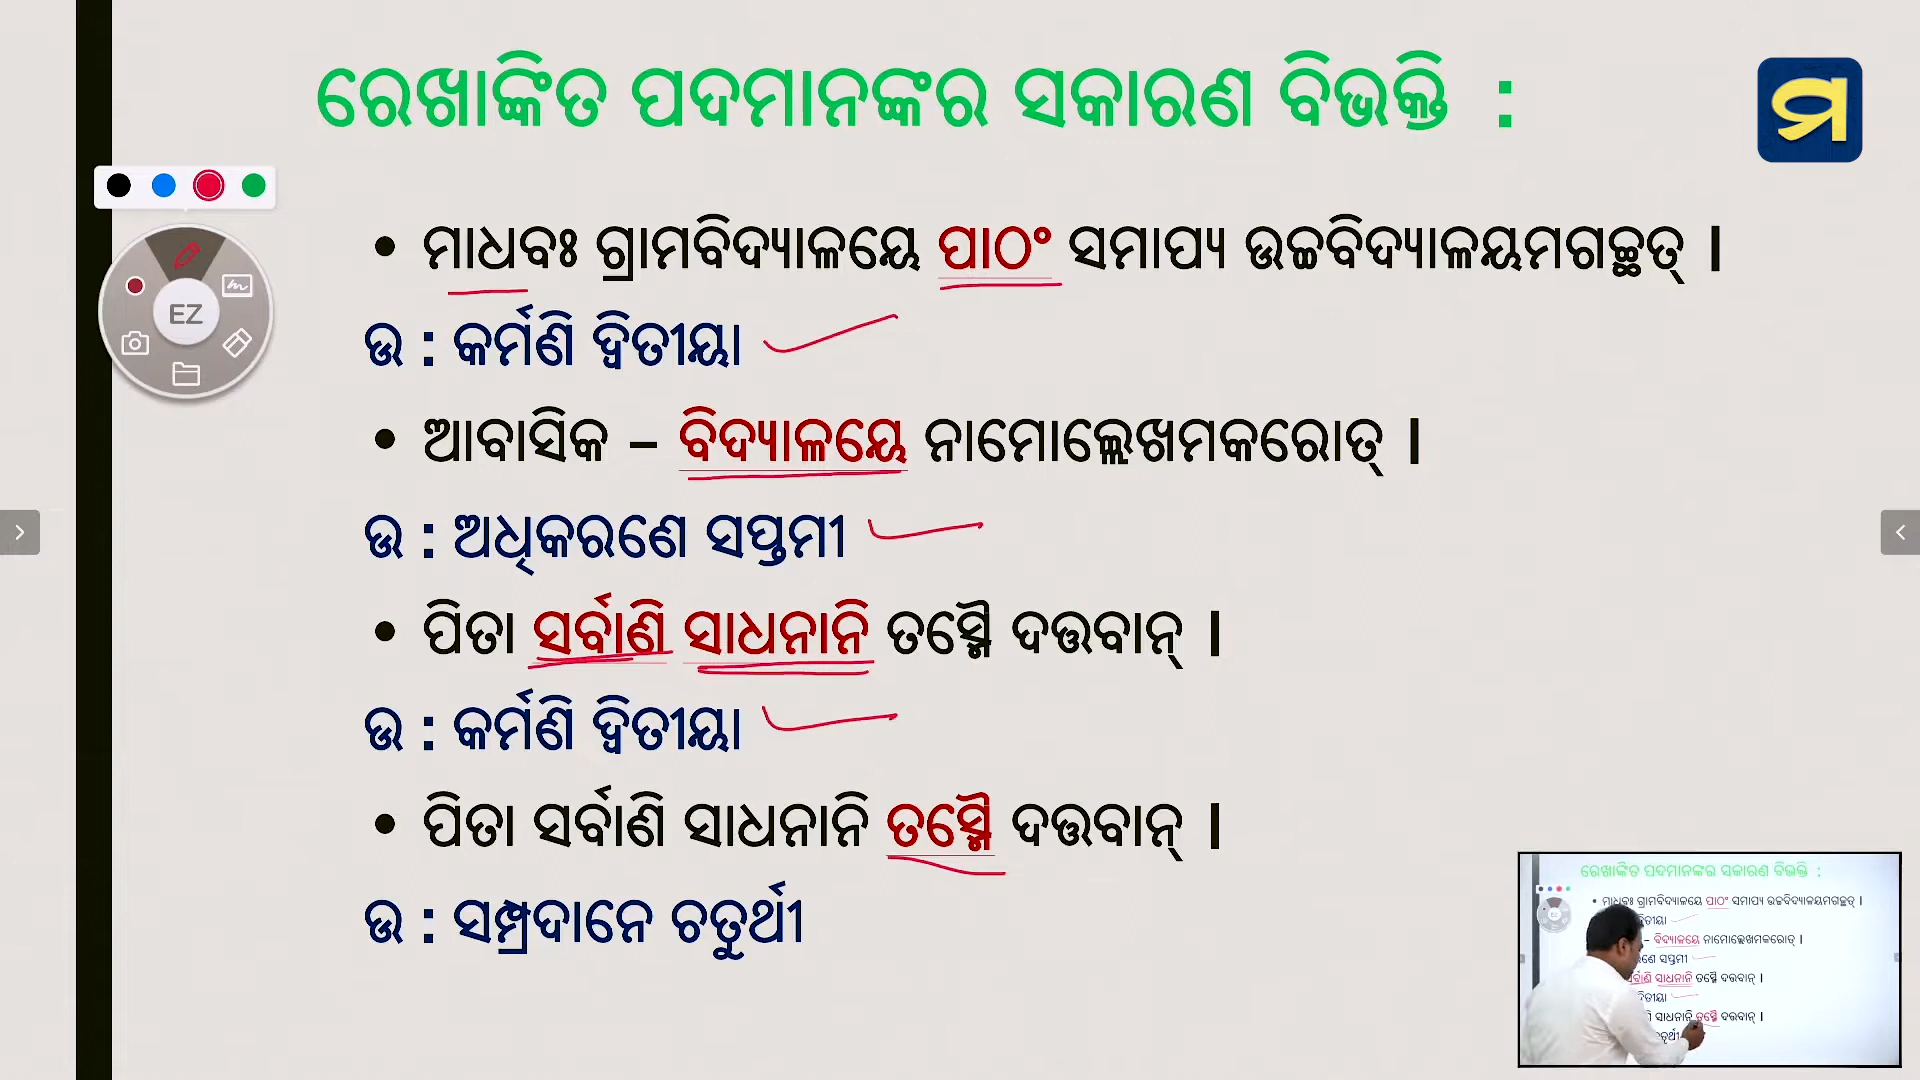 ରେଖାଙ୍କିତ ପଦମାନଙ୍କର ସକାରଣ ବିଭକ୍ତି :
ମ
• ମାଧବଃ ଗ୍ରାମବିଦ୍ୟାଳୟେ ପାଠଂ ସମାପ୍ୟ ଉଚ୍ଚବିଦ୍ୟାଳୟମଗଚ୍ଛତ୍ ।
EZ
ଉ : କର୍ମଣି ଦ୍ୱିତୀୟା
• ଆବାସିକ – ବିଦ୍ୟାଳୟେ ନାମୋଲ୍ଲେଖମକରୋତ୍ ।
ଉ : ଅଧିକରଣେ ସପ୍ତମୀ
• ପିତା ସର୍ବାଣି ସାଧନାନି ତସ୍ମୈ ଦତ୍ତବାନ୍ ।
ଉ : କର୍ମଣି ଦ୍ୱିତୀୟା
• ପିତା ସର୍ବାଣି ସାଧନାନି ତସ୍ମୈ ଦତ୍ତବାନ୍ ।
ଉ : ସମ୍ପ୍ରଦାନେ ଚତୁର୍ଥୀ